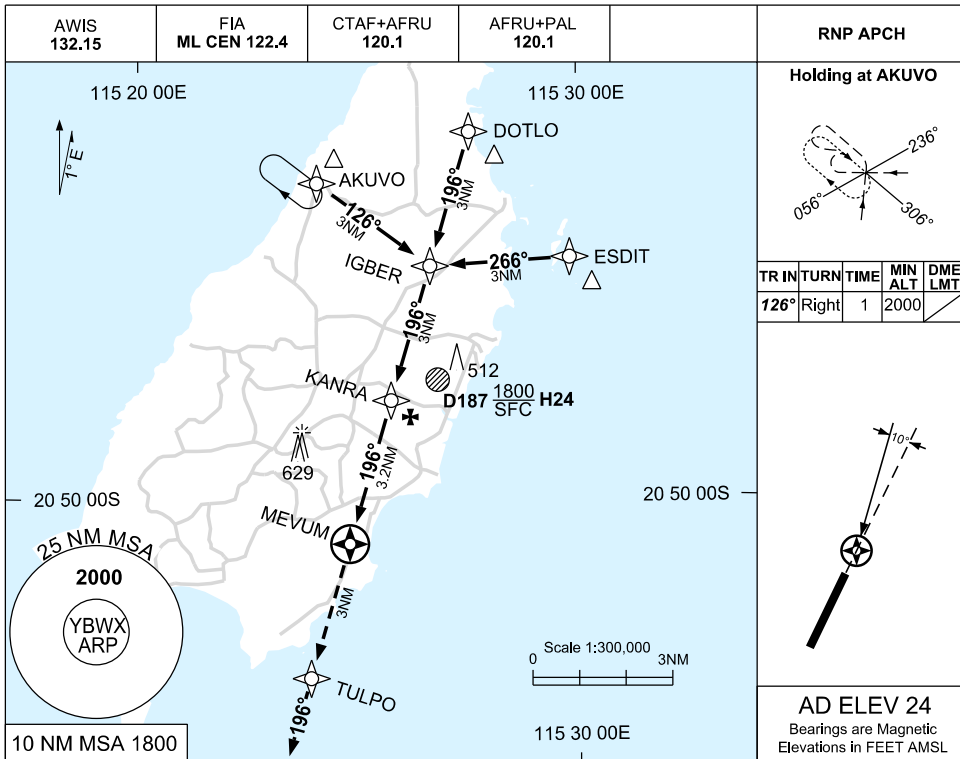 AWIS
132.15
FIA
ML CEN 122.4
CTAF+AFRU
120.1
AFRU+PAL
120.1
RNP APCH
115 20 00E
115 30 00E
1° E
DOTLO
AKUVO
196°
3NM
126°
3NM
IGBER
266°
3NM
ESDIT
196°
3NM
KANRA
512
D187 1800 H24
SFC
629
196°
3.2NM
20 50 00S
20 50 00S
MEVUM
25 NM MSA
2000
YBWX
ARP
3NM
TULPO
196°
Scale 1:300,000
0 3NM
10 NM MSA 1800
115 30 00E
Holding at AKUVO
236°
056°
306°
TR IN TURN TIME MIN ALT DME LMT
126° Right 1 2000
10°
AD ELEV 24
Bearings are Magnetic
Elevations in FEET AMSL